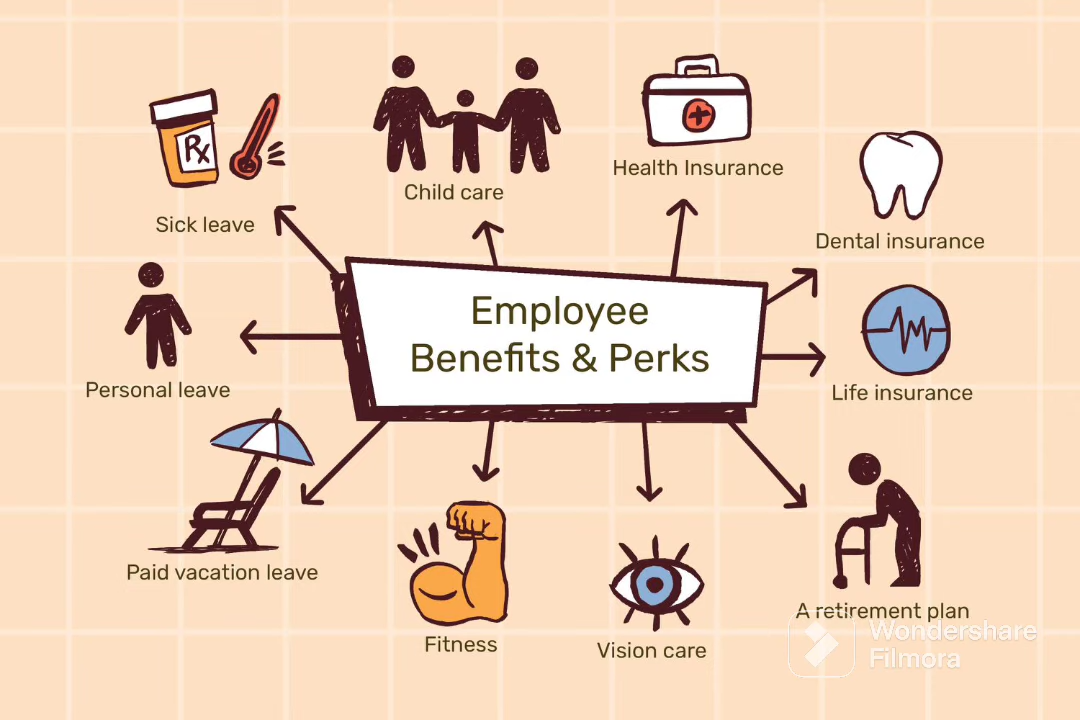 Rx
Child care
Health Insurance
Sick leave
Dental insurance
Employee
Benefits & Perks
Personal leave
Life insurance
Paid vacation leave
Fitness
Vision care
A retirement plan
Wondershare
Filmora